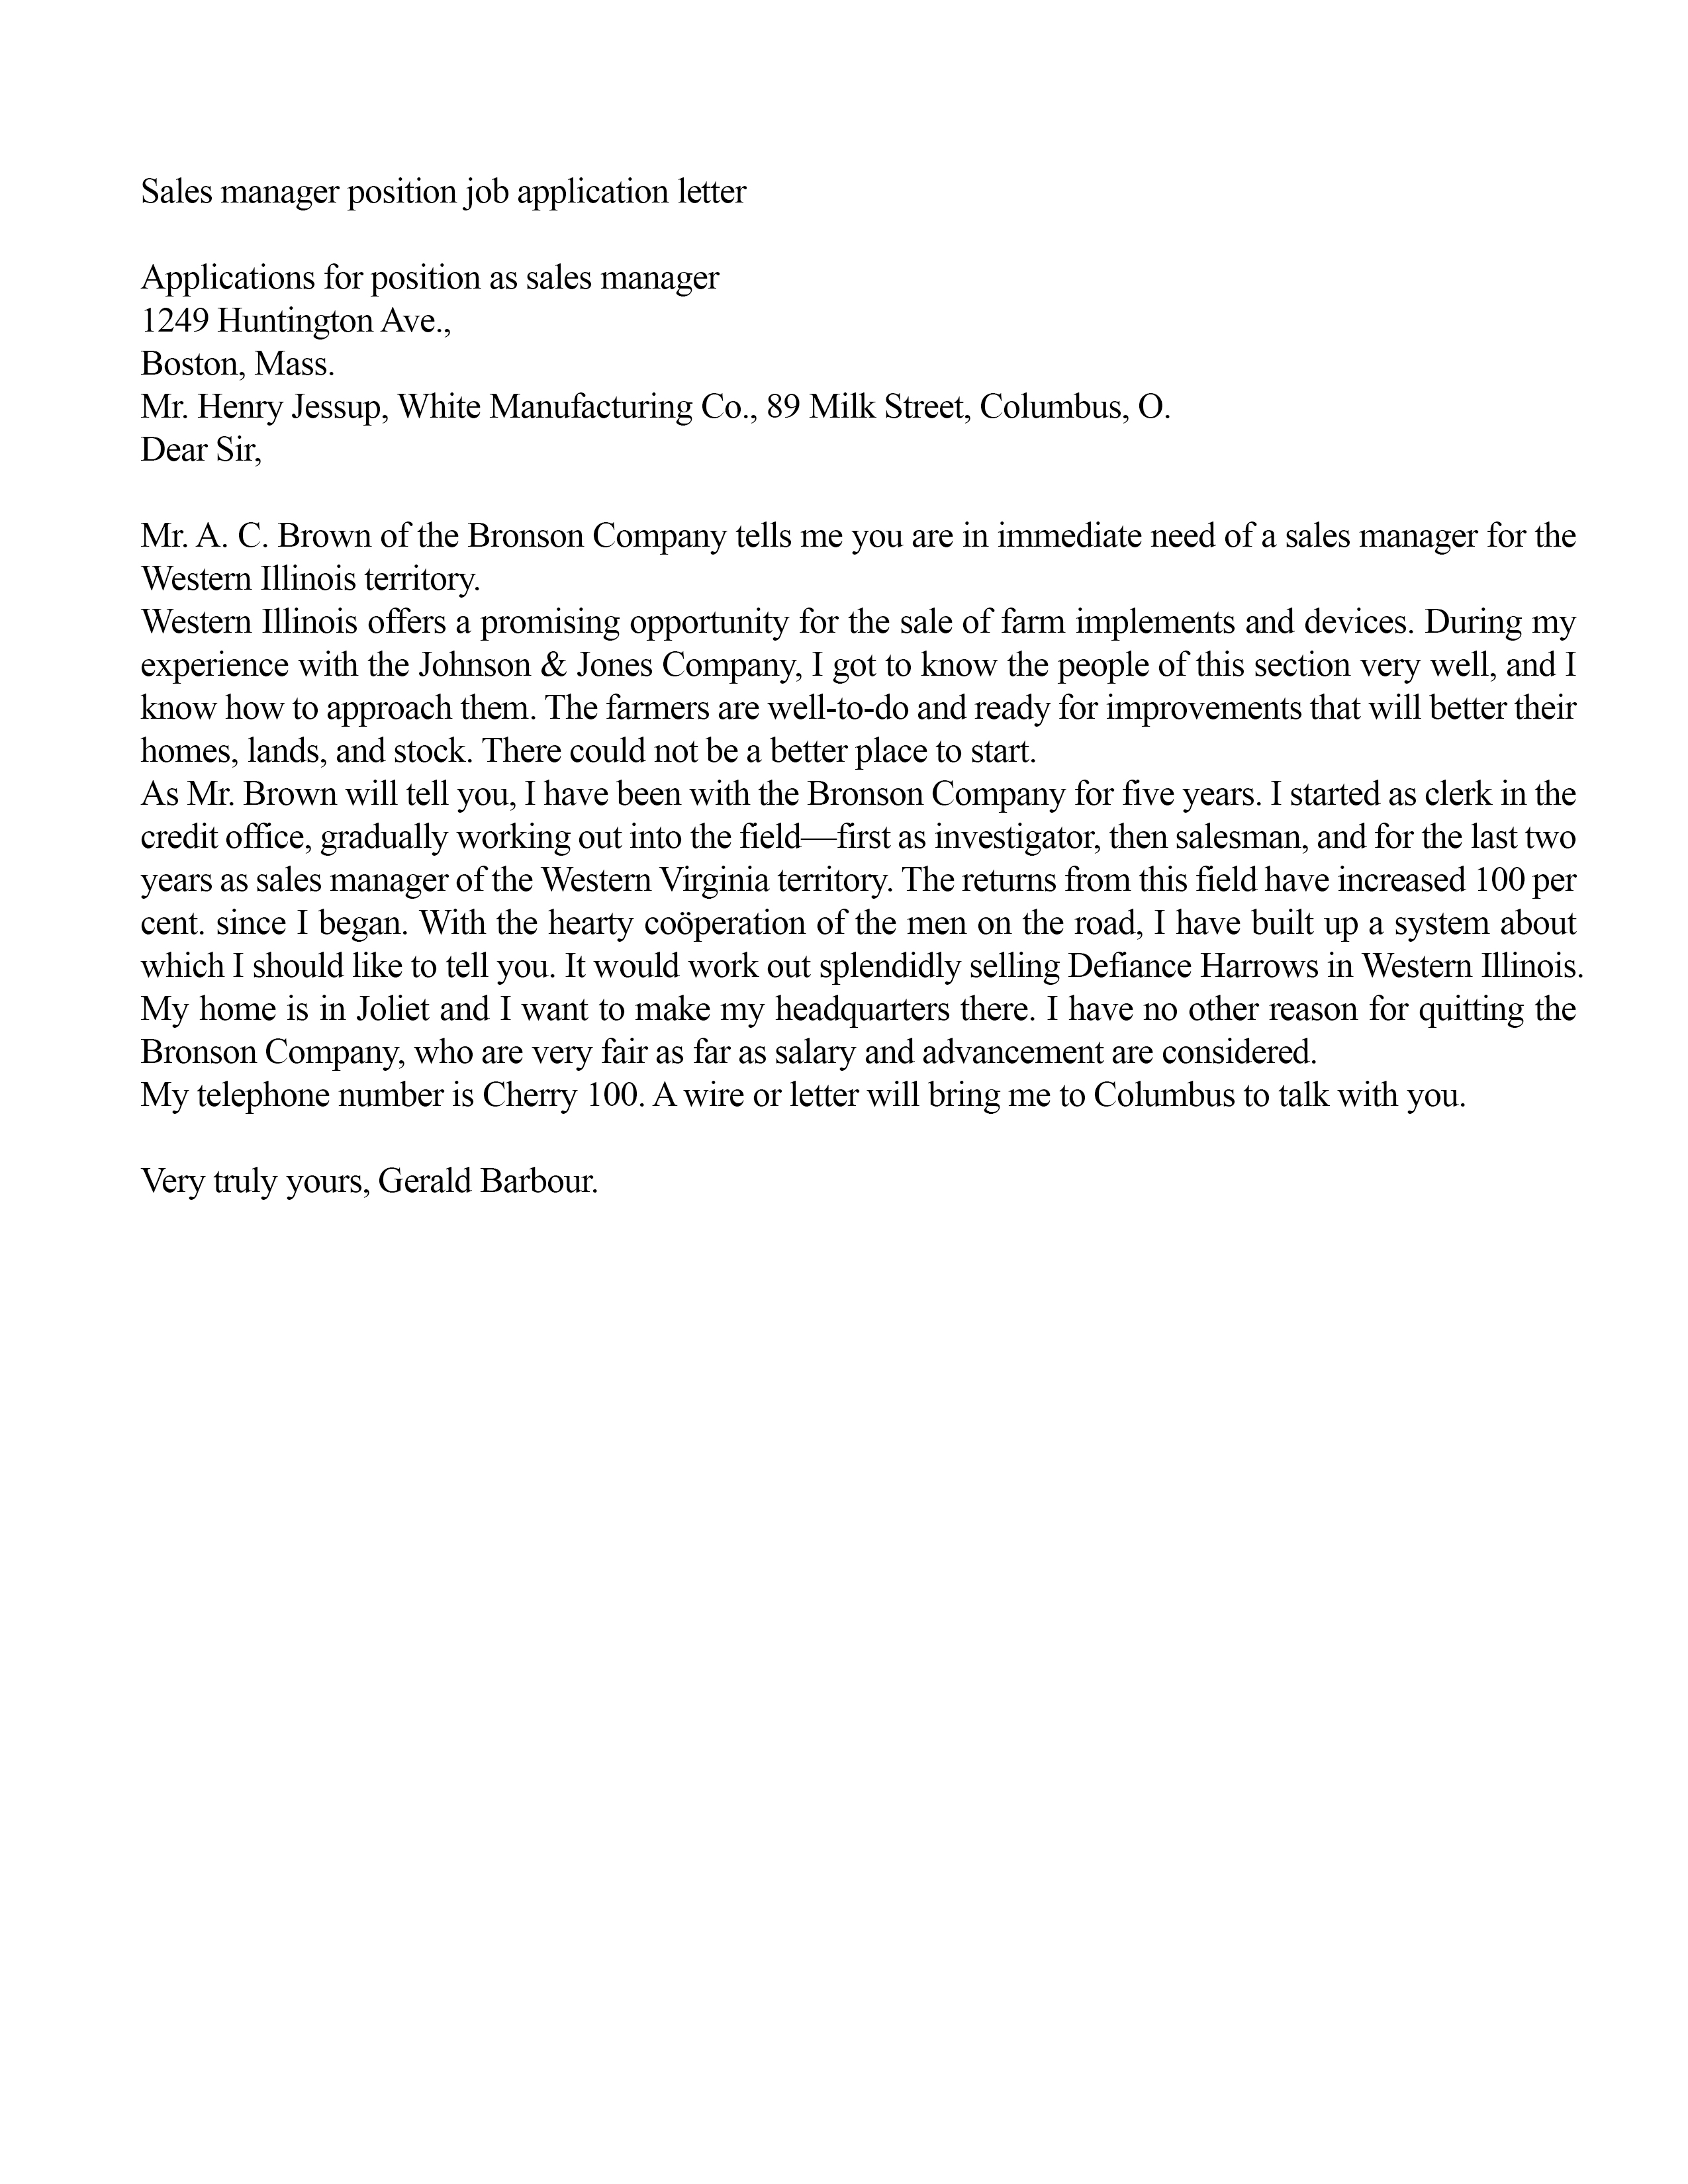 Sales manager position job application letter
Applications for position as sales manager
1249 Huntington Ave.,
Boston, Mass.
Mr. Henry Jessup, White Manufacturing Co., 89 Milk Street, Columbus, O.
Dear Sir,
Mr. A. C. Brown of the Bronson Company tells me you are in immediate need of a sales manager for the
Western Illinois territory.
Western Illinois offers a promising opportunity for the sale of farm implements and devices. During my
experience with the Johnson & Jones Company, I got to know the people of this section very well, and I
know how to approach them. The farmers are well-to-do and ready for improvements that will better their
homes, lands, and stock. There could not be a better place to start.
As Mr. Brown will tell you, I have been with the Bronson Company for five years. I started as clerk in the
credit office, gradually working out into the field—first as investigator, then salesman, and for the last two
years as sales manager of the Western Virginia territory. The returns from this field have increased 100 per
cent. since I began. With the hearty coöperation of the men on the road, I have built up a system about
which I should like to tell you. It would work out splendidly selling Defiance Harrows in Western Illinois.
My home is in Joliet and I want to make my headquarters there. I have no other reason for quitting the
Bronson Company, who are very fair as far as salary and advancement are considered.
My telephone number is Cherry 100. A wire or letter will bring me to Columbus to talk with you.
Very truly yours, Gerald Barbour.